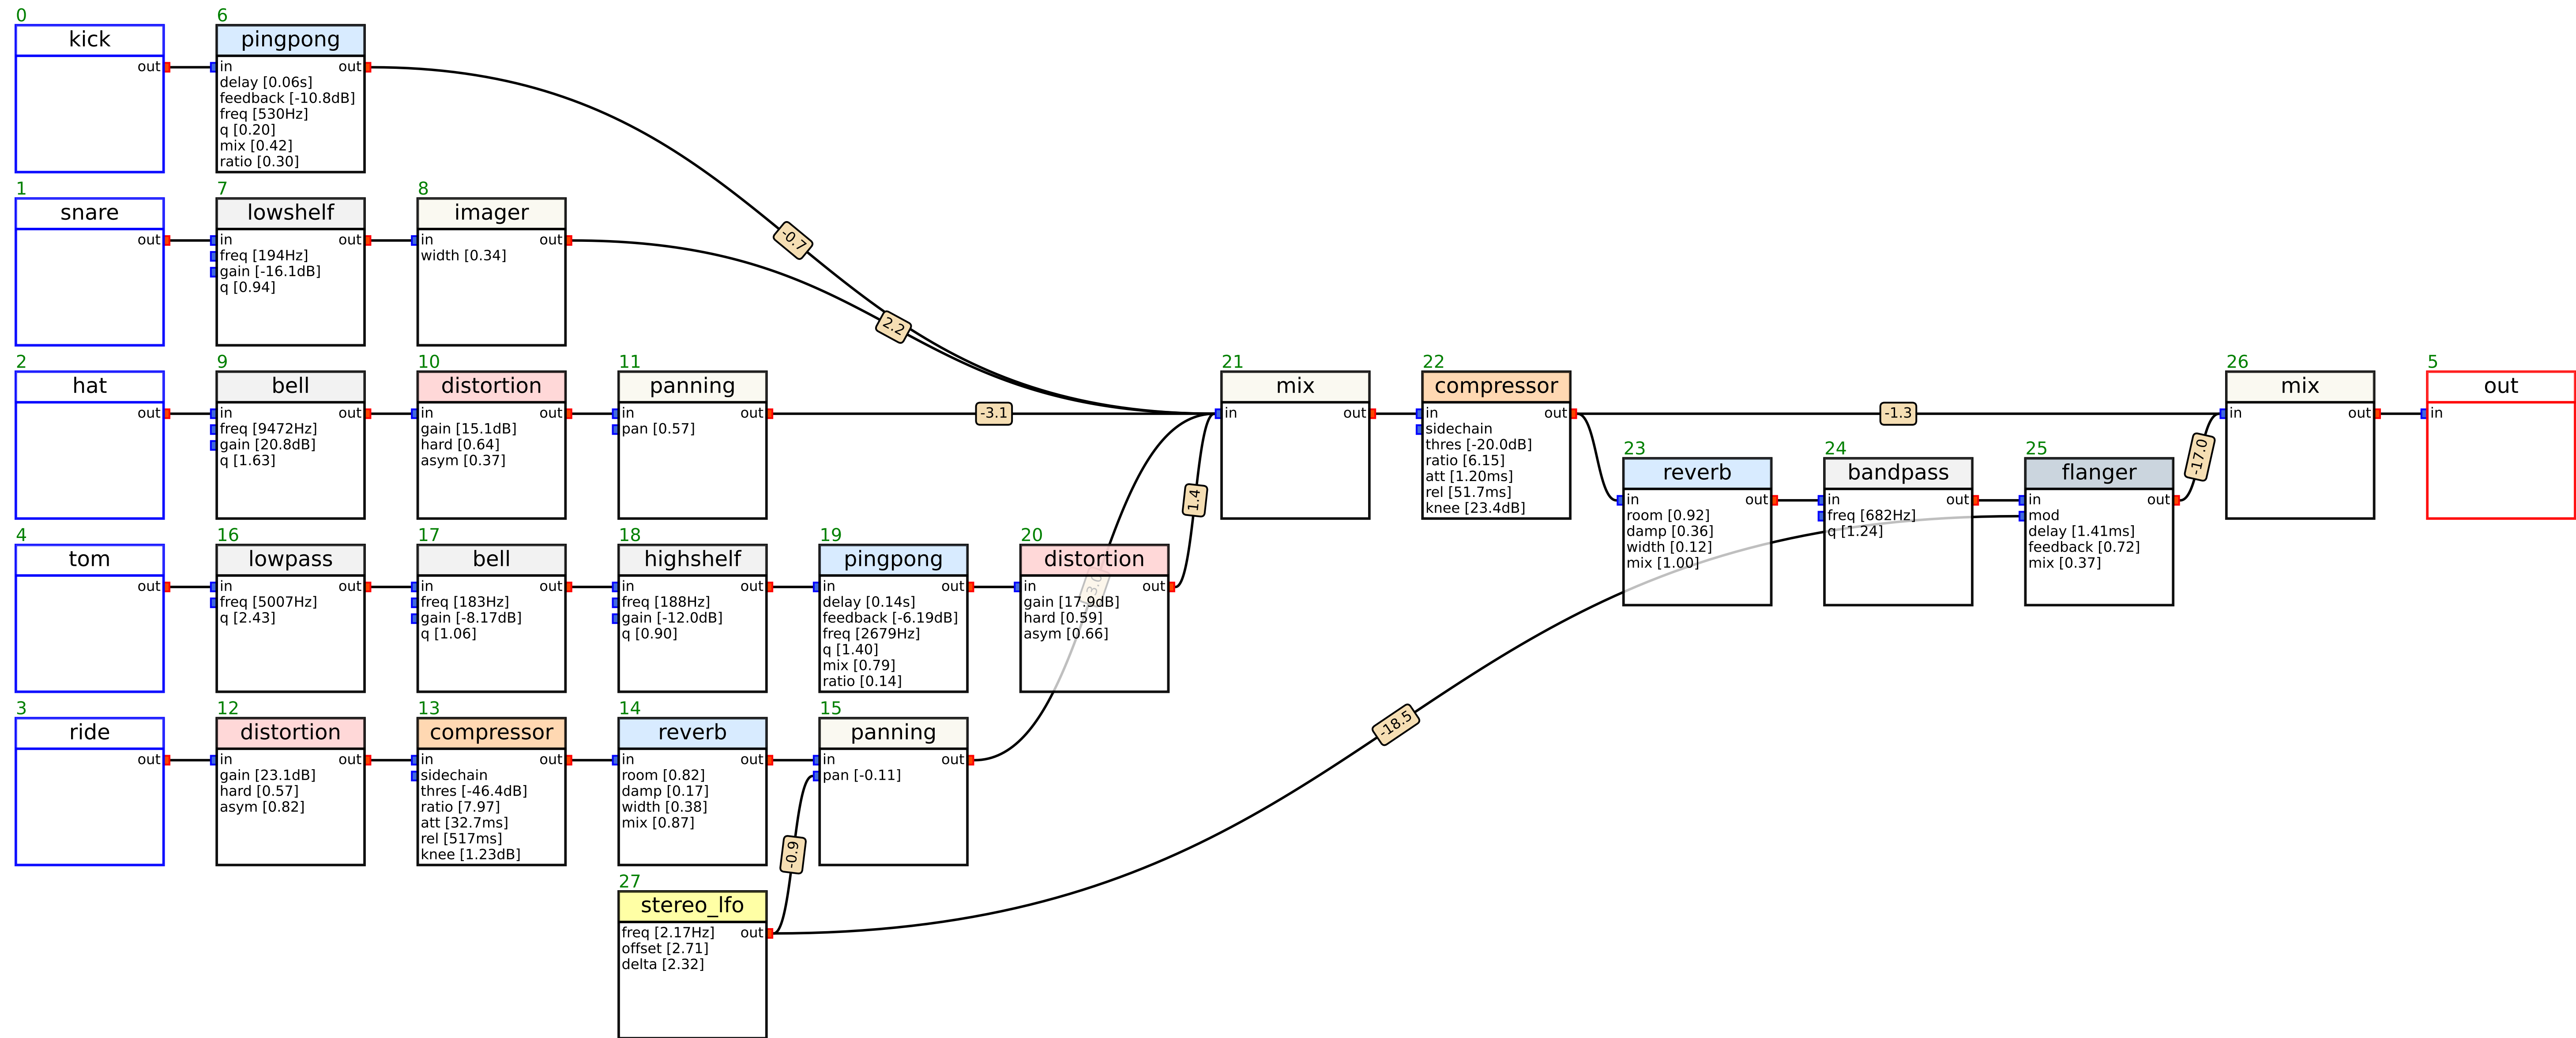 0
kick
out
6
pingpong
in out
delay [0.06s]
feedback [-10.8dB]
freq [530Hz]
q [0.20]
mix [0.42]
ratio [0.30]
-0.7
1
snare
out
7
lowshelf
in out
freq [194Hz]
gain [-16.1dB]
q [0.94]
8
imager
in out
width [0.34]
2.2
2
hat
out
9
bell
in out
freq [9472Hz]
gain [20.8dB]
q [1.63]
10
distortion
in out
gain [15.1dB]
hard [0.64]
asym [0.37]
11
panning
in out
pan [0.57]
-3.1
21
mix
in out
22
compressor
in out
sidechain
thres [-20.0dB]
ratio [6.15]
att [1.20ms]
rel [51.7ms]
knee [23.4dB]
-1.3
26
mix
in out
5
out
in
23
reverb
in out
room [0.92]
damp [0.36]
width [0.12]
mix [1.00]
24
bandpass
in out
freq [682Hz]
q [1.24]
25
flanger
in out
mod
delay [1.41ms]
feedback [0.72]
mix [0.37]
-17.0
4
tom
out
16
lowpass
in out
freq [5007Hz]
q [2.43]
17
bell
in out
freq [183Hz]
gain [-8.17dB]
q [1.06]
18
highshelf
in out
freq [188Hz]
gain [-12.0dB]
q [0.90]
19
pingpong
in out
delay [0.14s]
feedback [-6.19dB]
freq [2679Hz]
q [1.40]
mix [0.79]
ratio [0.14]
20
distortion
in out
gain [17.9dB]
hard [0.59]
asym [0.66]
1.4
3
ride
out
12
distortion
in out
gain [23.1dB]
hard [0.57]
asym [0.82]
13
compressor
in out
sidechain
thres [-46.4dB]
ratio [7.97]
att [32.7ms]
rel [517ms]
knee [1.23dB]
14
reverb
in out
room [0.82]
damp [0.17]
width [0.38]
mix [0.87]
15
panning
in out
pan [-0.11]
-0.9
-18.5
27
stereo_lfo
freq [2.17Hz] out
offset [2.71]
delta [2.32]